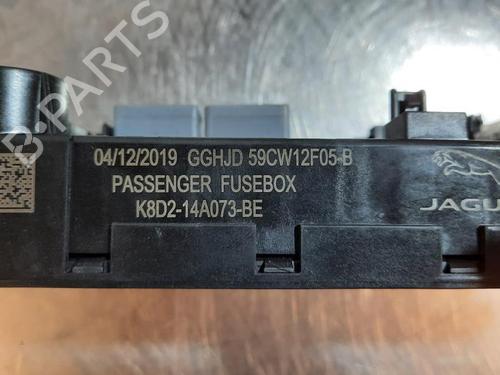 04/12/2019 GGHJD 59CW12F05-B
PASSENGER FUSEBOX
K8D2-14A073-BE
JAGU
B-PARTS